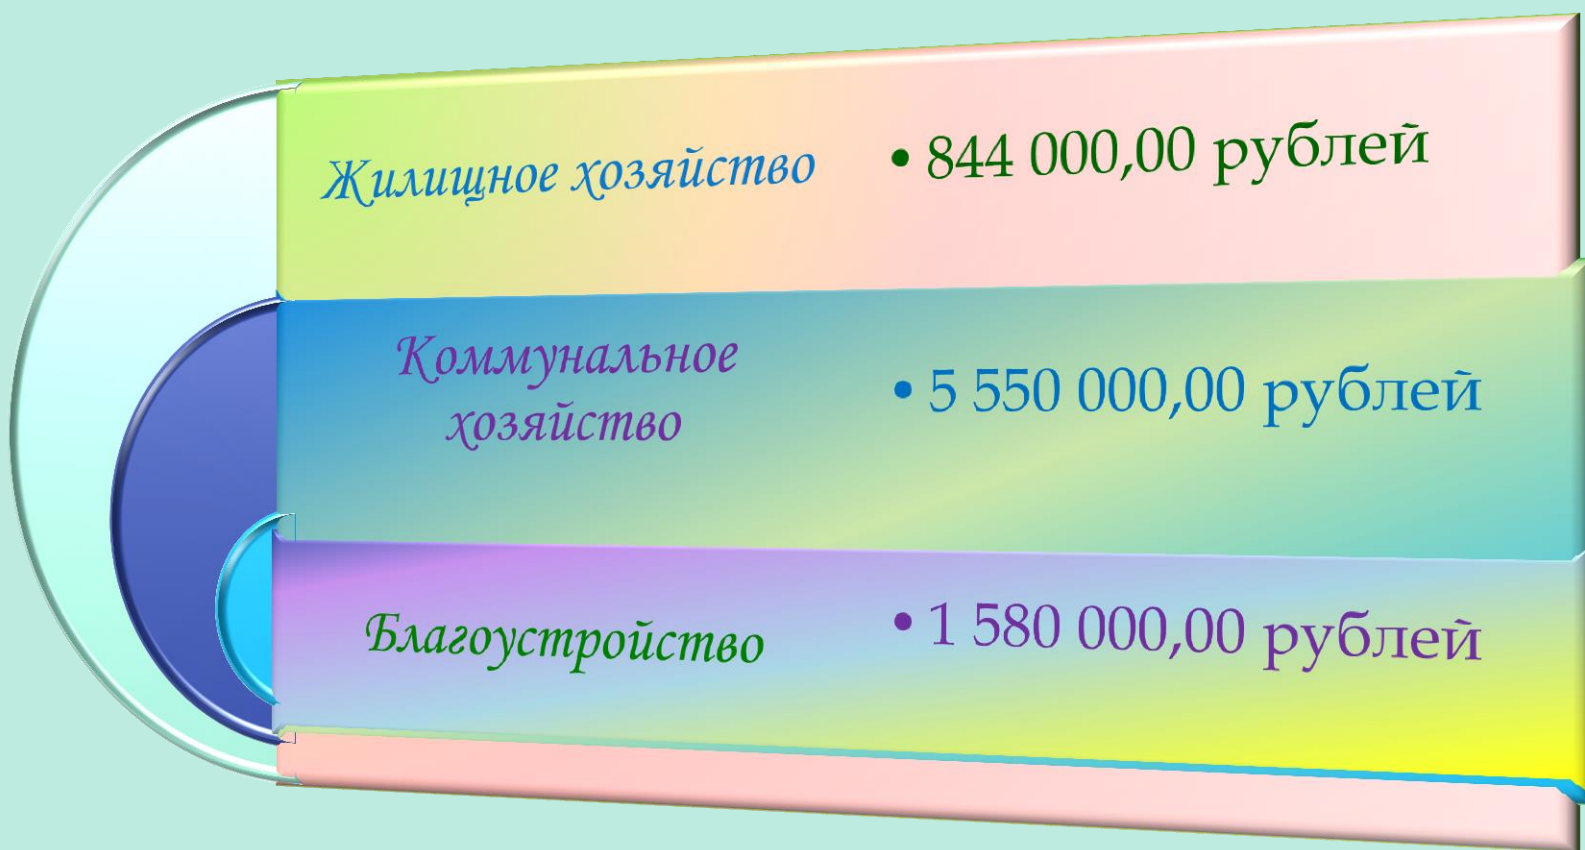 Жилищное хозяйство
• 844 000,00 рублей
Коммунальное
хозяйство
• 5 550 000,00 рублей
Благоустройство
• 1 580 000,00 рублей